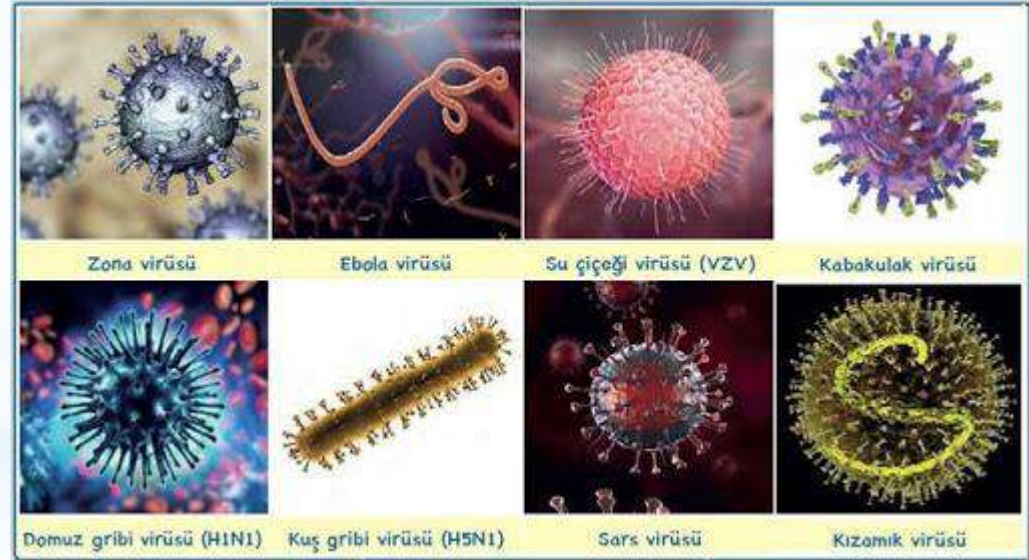 Zona virüsü
Ebola virüsü
Su çiçeği virüsü (VZV)
Kabakulak virüsü
Domuz gribi virüsü (H1N1)
Kuş gribi virüsü (H5N1)
Sars virüsü
Kızamık virüsü